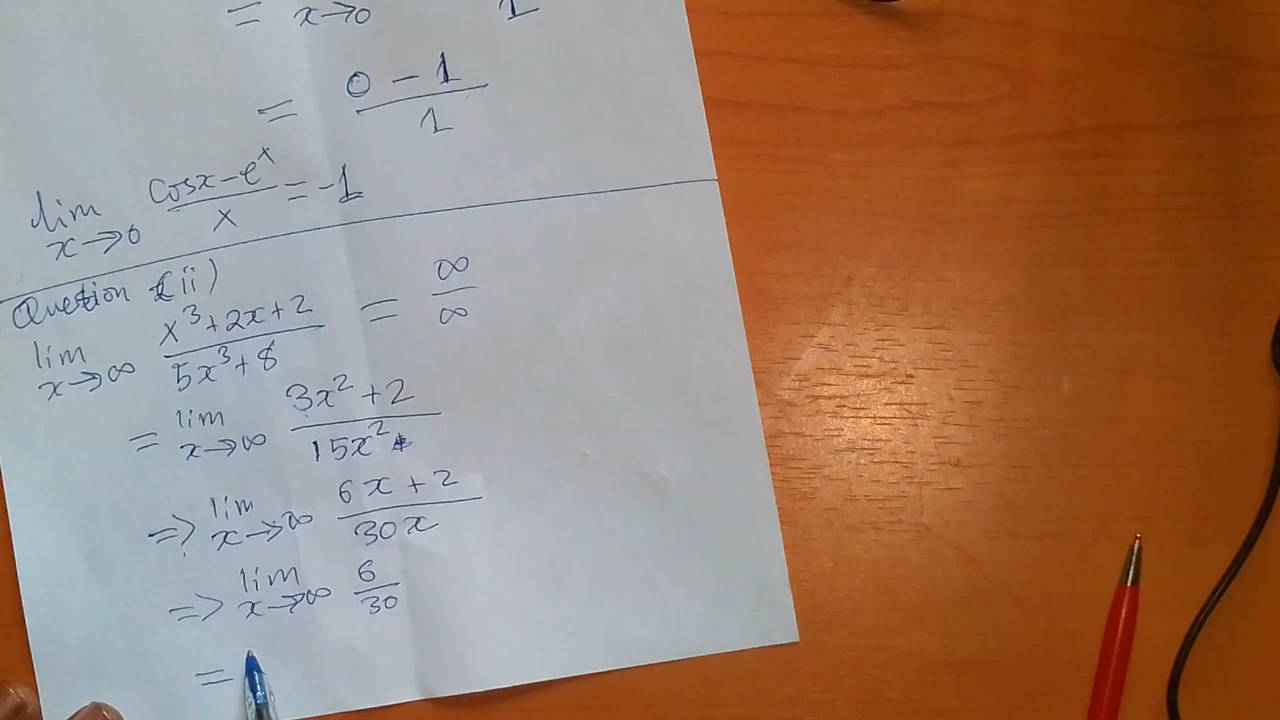 = x→0 1
= 0 - 1 / 1
lim x→0 cosx - e^x / x = -1
Question (ii)
lim x→∞ x³+2x+2 / 5x³+8 = ∞ / ∞
= lim x→∞ 3x²+2 / 15x²
=> lim x→∞ 6x+2 / 30x
=> lim x→∞ 6 / 30
=